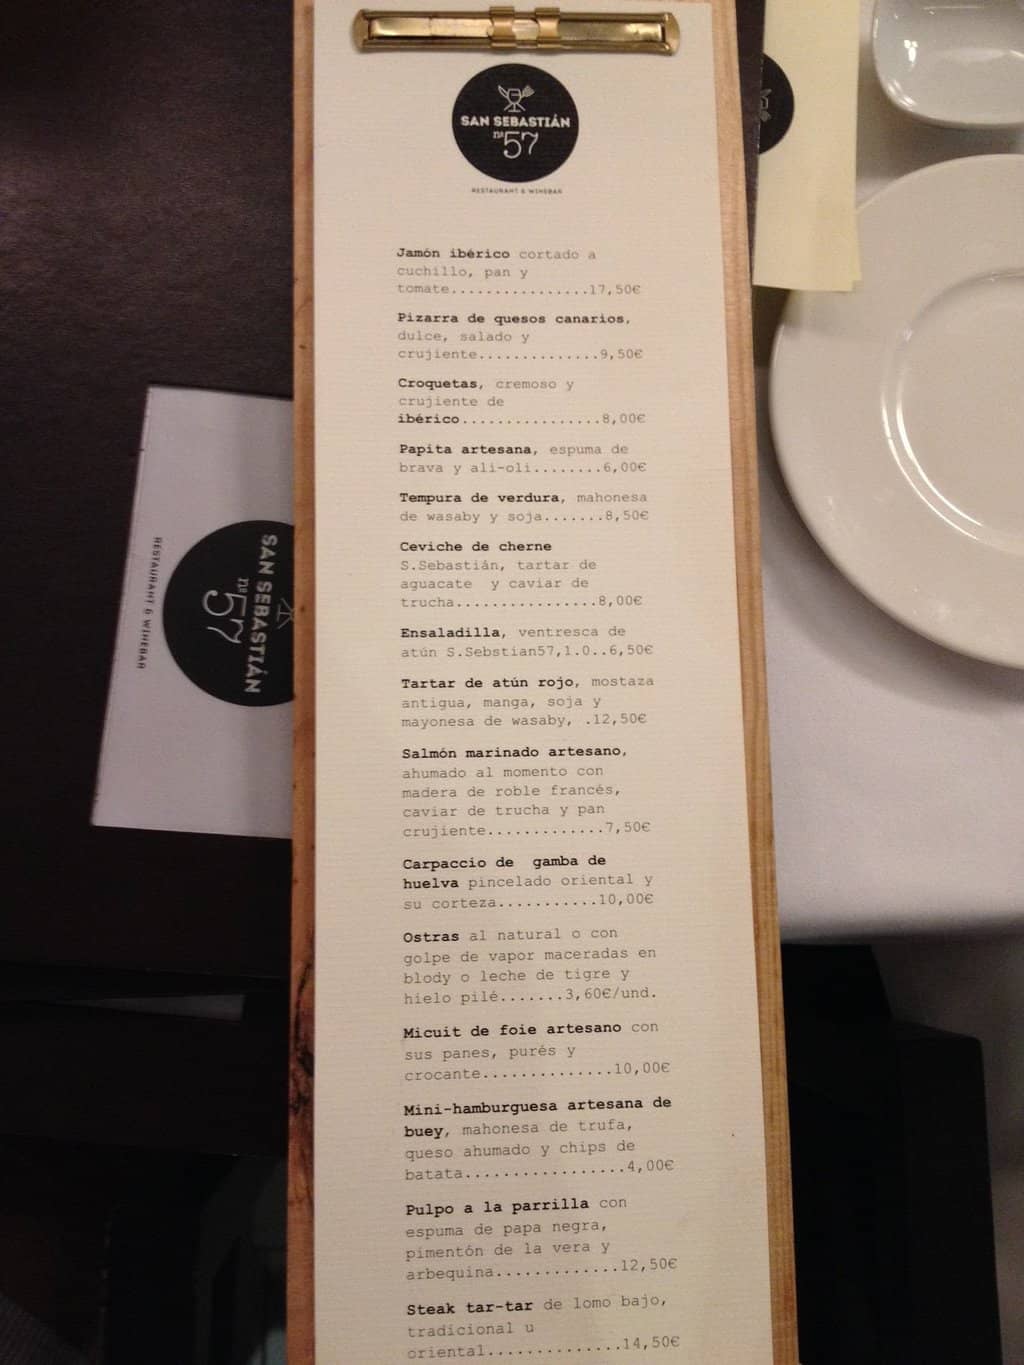 SAN SEBASTIÁN
nº 57
RESTAURANT & WINEBAR
Jamón ibérico cortado a
cuchillo, pan y
tomate................17,50€
Pizarra de quesos canarios,
dulce, salado y
crujiente..............9,50€
Croquetas, cremoso y
crujiente de
ibérico................8,00€
Papita artesana, espuma de
brava y ali-oli........6,00€
Tempura de verdura, mahonesa
de wasaby y soja.......8,50€
Ceviche de cherne
S.Sebastián, tartar de
aguacate y caviar de
trucha................8,00€
Ensaladilla, ventresca de
atún S.Sebstian57,1.0..6,50€
Tartar de atún rojo, mostaza
antigua, manga, soja y
mayonesa de wasaby, .12,50€
Salmón marinado artesano,
ahumado al momento con
madera de roble francés,
caviar de trucha y pan
crujiente.............7,50€
Carpaccio de gamba de
huelva pincelado oriental y
su corteza...........10,00€
Ostras al natural o con
golpe de vapor maceradas en
blody o leche de tigre y
hielo pilé.......3,60€/und.
Micuit de foie artesano con
sus panes, purés y
crocante..............10,00€
Mini-hamburguesa artesana de
buey, mahonesa de trufa,
queso ahumado y chips de
batata.................4,00€
Pulpo a la parrilla con
espuma de papa negra,
pimentón de la vera y
arbequina.............12,50€
Steak tar-tar de lomo bajo,
tradicional u
oriental..............14,50€
SAN SEBASTIÁN
nº 57
RESTAURANT & WINEBAR